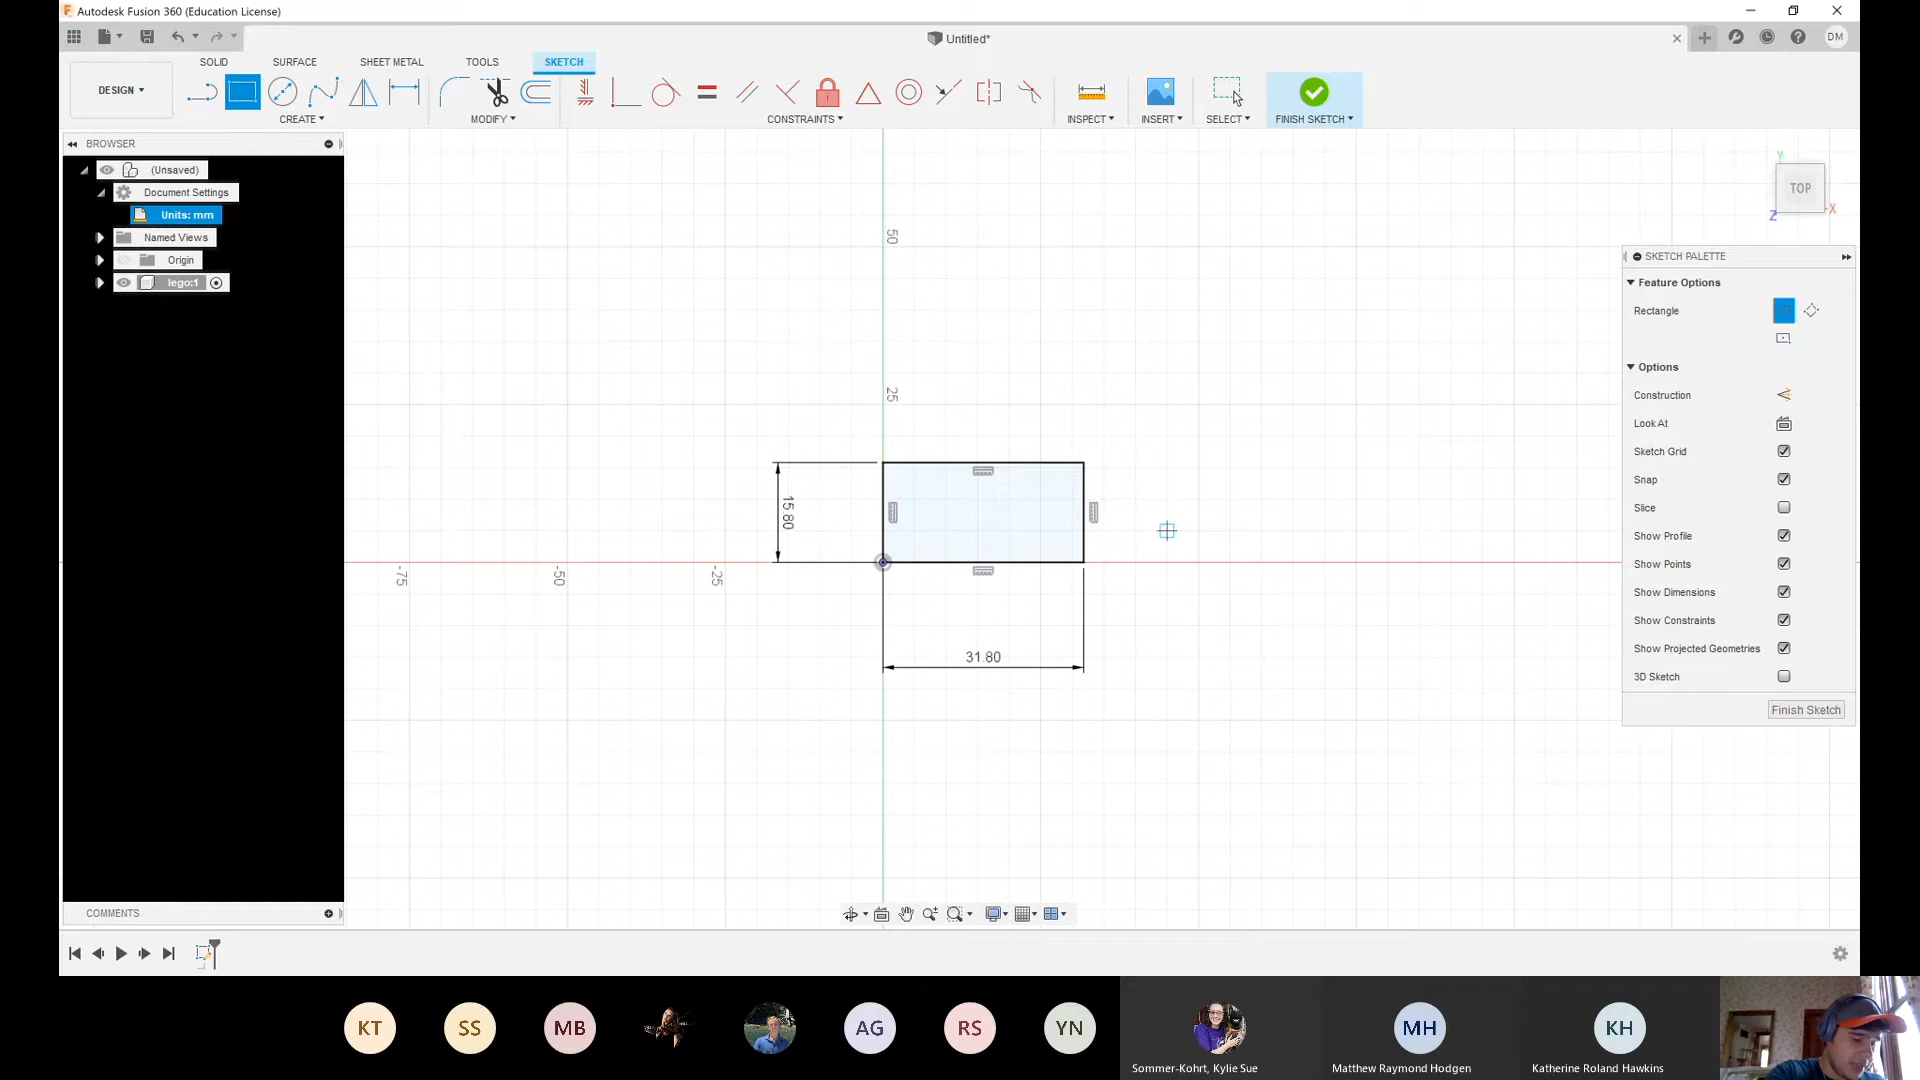 Autodesk Fusion 360 (Education License)
Untitled*
DM
SOLID
SURFACE
SHEET METAL
TOOLS
SKETCH
DESIGN
CREATE
MODIFY
CONSTRAINTS
INSPECT
INSERT
SELECT
FINISH SKETCH
BROWSER
(Unsaved)
Document Settings
Units: mm
Named Views
Origin
lego:1
50
25
15.80
-75
-50
-25
31.80
TOP
Y
X
Z
SKETCH PALETTE
Feature Options
Rectangle
Options
Construction
Look At
Sketch Grid
Snap
Slice
Show Profile
Show Points
Show Dimensions
Show Constraints
Show Projected Geometries
3D Sketch
Finish Sketch
COMMENTS
KT
SS
MB
AG
RS
YN
MH
KH
Sommer-Kohrt, Kylie Sue
Matthew Raymond Hodgen
Katherine Roland Hawkins